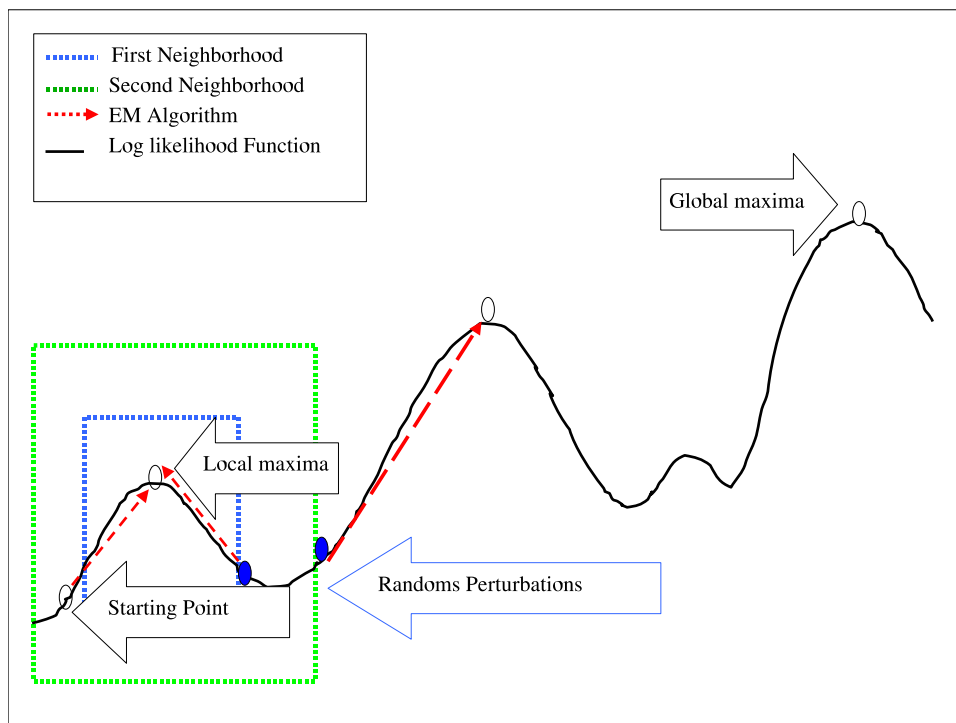 First Neighborhood
Second Neighborhood
EM Algorithm
Log likelihood Function
Global maxima
Local maxima
Randoms Perturbations
Starting Point